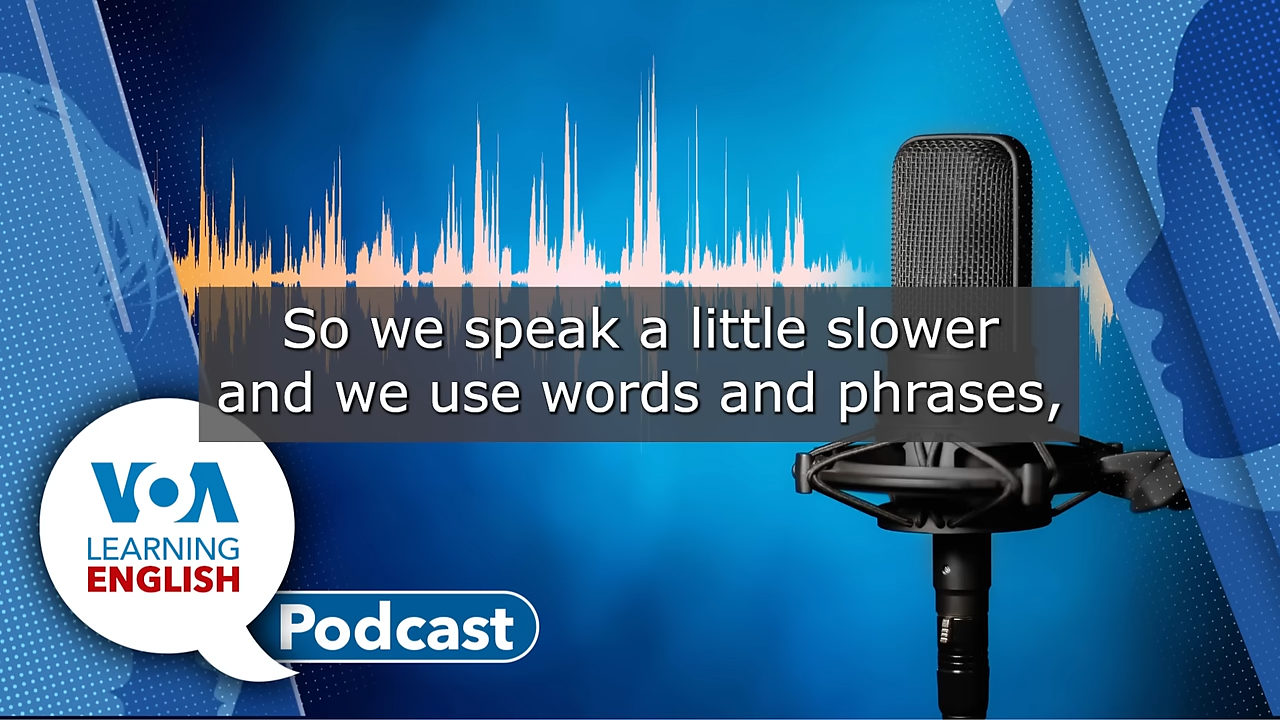 So we speak a little slower
and we use words and phrases,
VOA
LEARNING
ENGLISH
Podcast